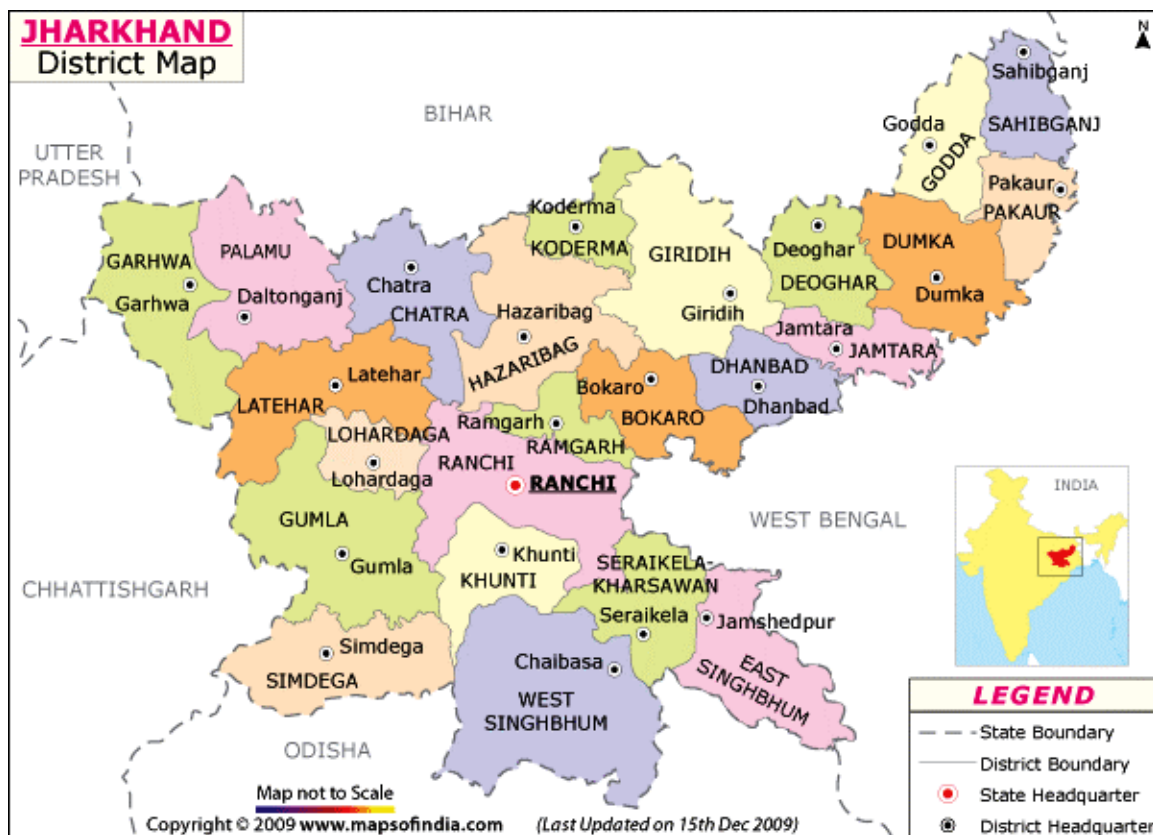 JHARKHAND
District Map
N
BIHAR
UTTER
PRADESH
Sahibganj
SAHIBGANJ
Godda
GODDA
Pakaur
PAKAUR
Koderma
KODERMA
GIRIDIH
Giridih
Deoghar
DEOGHAR
DUMKA
Dumka
PALAMU
Daltonganj
GARHWA
Garhwa
Chatra
CHATRA
Hazaribag
HAZARIBAG
Jamtara
JAMTARA
DHANBAD
Dhanbad
Bokaro
BOKARO
Latehar
LATEHAR
Ramgarh
RAMGARH
LOHARDAGA
Lohardaga
RANCHI
RANCHI
GUMLA
Gumla
Khunti
KHUNTI
WEST BENGAL
INDIA
CHHATTISHGARH
SERAIKELA-
KHARSAWAN
Seraikela
Jamshedpur
EAST
SINGHBHUM
Simdega
SIMDEGA
Chaibasa
WEST
SINGHBHUM
ODISHA
LEGEND
State Boundary
District Boundary
State Headquarter
District Headquarter
Map not to Scale
Copyright © 2009 www.mapsofindia.com (Last Updated on 15th Dec 2009)